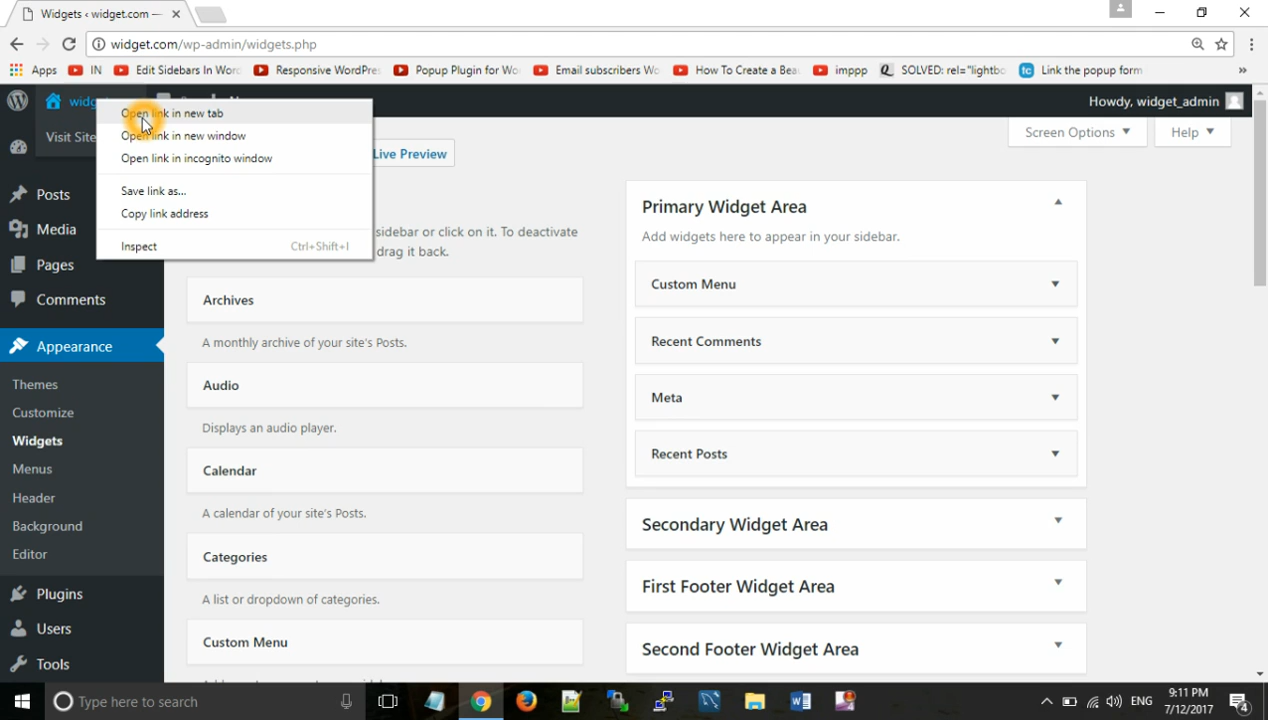 Widgets ‹ widget.com —
widget.com/wp-admin/widgets.php
Apps
IN
Edit Sidebars In Wor
Responsive WordPre
Popup Plugin for Wo
Email subscribers Wo
How To Create a Bea
imppp
SOLVED: rel="lightbo
Link the popup form
»
Howdy, widget_admin
Visit Site
Open link in new tab
Open link in new window
Open link in incognito window
Save link as...
Copy link address
Inspect
Ctrl+Shift+I
Live Preview
Screen Options
Help
sidebar or click on it. To deactivate
drag it back.
Posts
Media
Pages
Comments
Appearance
Themes
Customize
Widgets
Menus
Header
Background
Editor
Plugins
Users
Tools
Archives
A monthly archive of your site's Posts.
Audio
Displays an audio player.
Calendar
A calendar of your site's Posts.
Categories
A list or dropdown of categories.
Custom Menu
Primary Widget Area
Add widgets here to appear in your sidebar.
Custom Menu
Recent Comments
Meta
Recent Posts
Secondary Widget Area
First Footer Widget Area
Second Footer Widget Area
Type here to search
ENG
9:11 PM
7/12/2017
4